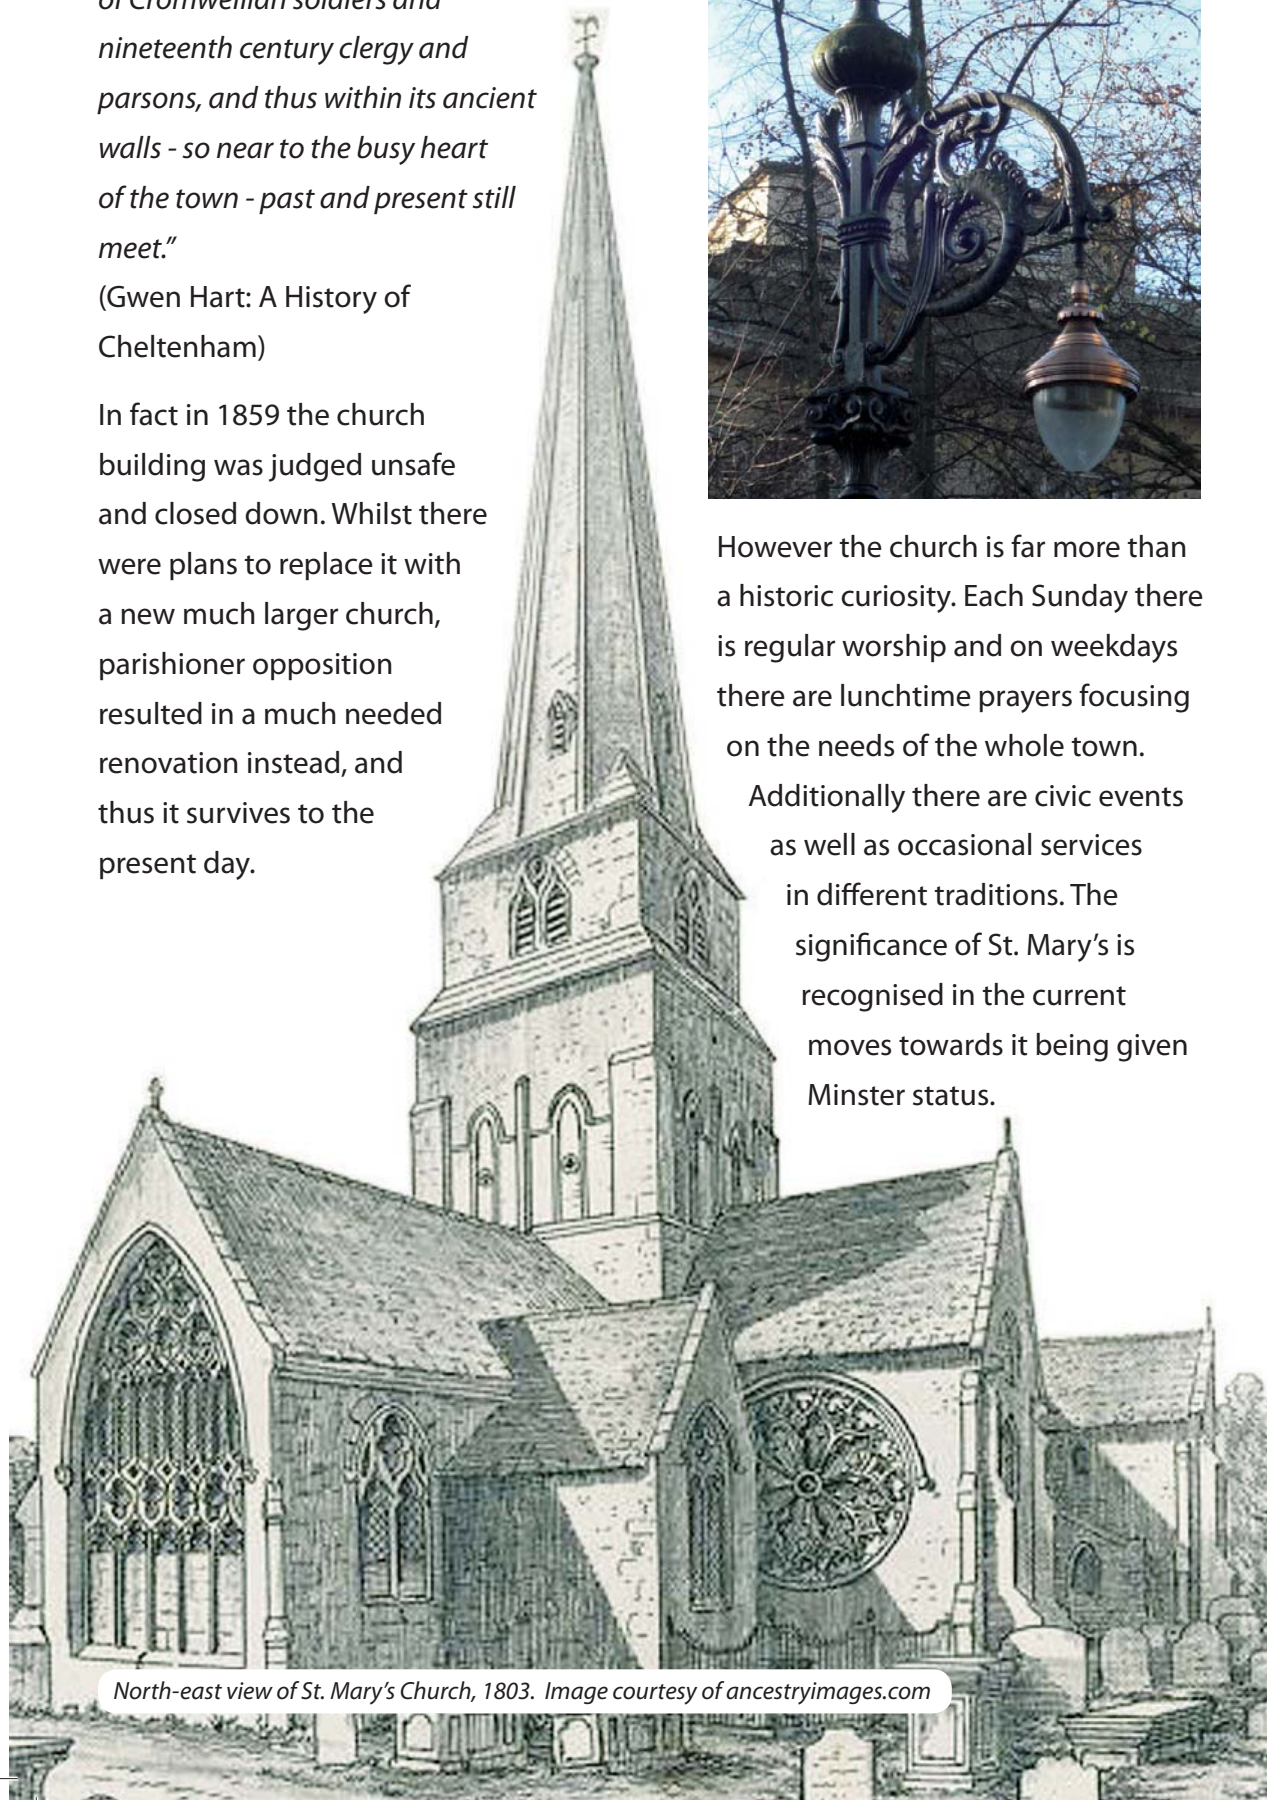 of Cromwellian soldiers and
nineteenth century clergy and
parsons, and thus within its ancient
walls - so near to the busy heart
of the town - past and present still
meet.”
(Gwen Hart: A History of
Cheltenham)
In fact in 1859 the church
building was judged unsafe
and closed down. Whilst there
were plans to replace it with
a new much larger church,
parishioner opposition
resulted in a much needed
renovation instead, and
thus it survives to the
present day.
However the church is far more than
a historic curiosity. Each Sunday there
is regular worship and on weekdays
there are lunchtime prayers focusing
on the needs of the whole town.
Additionally there are civic events
as well as occasional services
in different traditions. The
significance of St. Mary’s is
recognised in the current
moves towards it being given
Minster status.
North-east view of St. Mary’s Church, 1803. Image courtesy of ancestryimages.com